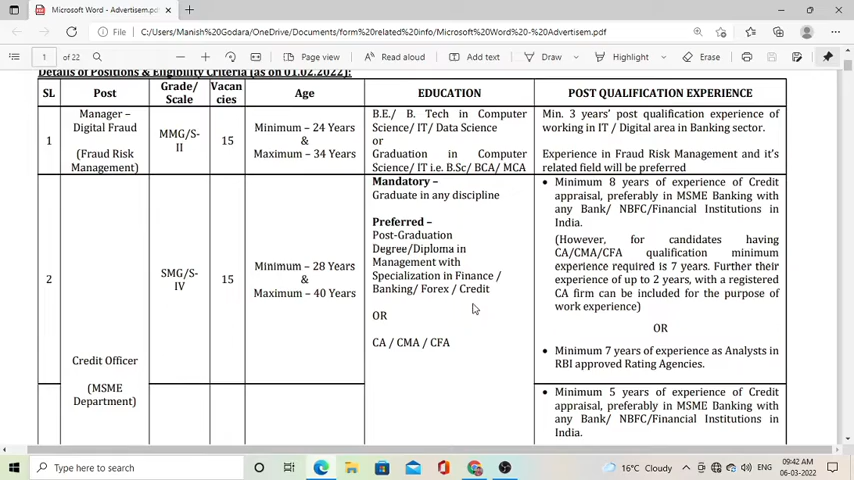 Microsoft Word - Advertisem.pdf
File
C:/Users/Manish%20Godara/OneDrive/Documents/form%20related%20info/Microsoft%20Word%20-%20Advertisem.pdf
1 of 22
Page view
Read aloud
Add text
Draw
Highlight
Erase
Details of Positions & Eligibility Criteria (as on 01.02.2022):
SL
Post
Grade/
Scale
Vacan
cies
Age
EDUCATION
POST QUALIFICATION EXPERIENCE
1
Manager –
Digital Fraud
(Fraud Risk
Management)
MMG/S-
II
15
Minimum – 24 Years
&
Maximum – 34 Years
B.E./ B. Tech in Computer
Science/ IT/ Data Science
or
Graduation in Computer
Science/ IT i.e. B.Sc/ BCA/ MCA
Min. 3 years' post qualification experience of
working in IT / Digital area in Banking sector.
Experience in Fraud Risk Management and it's
related field will be preferred
2
Credit Officer
(MSME
Department)
SMG/S-
IV
15
Minimum – 28 Years
&
Maximum – 40 Years
Mandatory –
Graduate in any discipline
Preferred –
Post-Graduation
Degree/Diploma in
Management with
Specialization in Finance /
Banking/ Forex / Credit
OR
CA / CMA / CFA
• Minimum 8 years of experience of Credit
appraisal, preferably in MSME Banking with
any Bank/ NBFC/Financial Institutions in
India.
(However, for candidates having
CA/CMA/CFA qualification minimum
experience required is 7 years. Further their
experience of up to 2 years, with a registered
CA firm can be included for the purpose of
work experience)
OR
• Minimum 7 years of experience as Analysts in
RBI approved Rating Agencies.
• Minimum 5 years of experience of Credit
appraisal, preferably in MSME Banking with
any Bank/ NBFC/Financial Institutions in
India.
Type here to search
16°C Cloudy
ENG
09:42 AM
06-03-2022